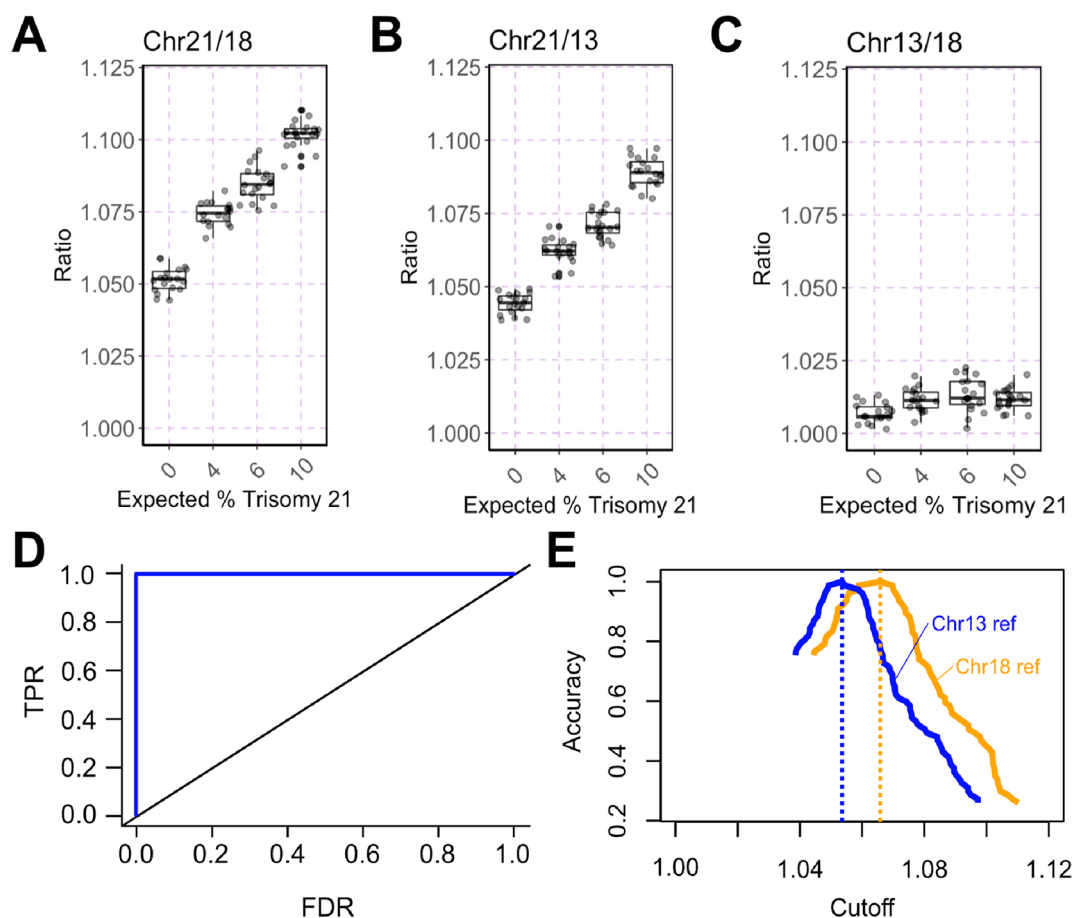 A
Chr21/18
Ratio
1.125
1.100
1.075
1.050
1.025
1.000
0 4 6 10
Expected % Trisomy 21
B
Chr21/13
Ratio
1.125
1.100
1.075
1.050
1.025
1.000
0 4 6 10
Expected % Trisomy 21
C
Chr13/18
Ratio
1.125
1.100
1.075
1.050
1.025
1.000
0 4 6 10
Expected % Trisomy 21
D
TPR
1.0
0.8
0.6
0.4
0.2
0.0
0.0 0.2 0.4 0.6 0.8 1.0
FDR
E
Accuracy
1.0
0.8
0.6
0.4
0.2
Chr13 ref
Chr18 ref
1.00 1.04 1.08 1.12
Cutoff